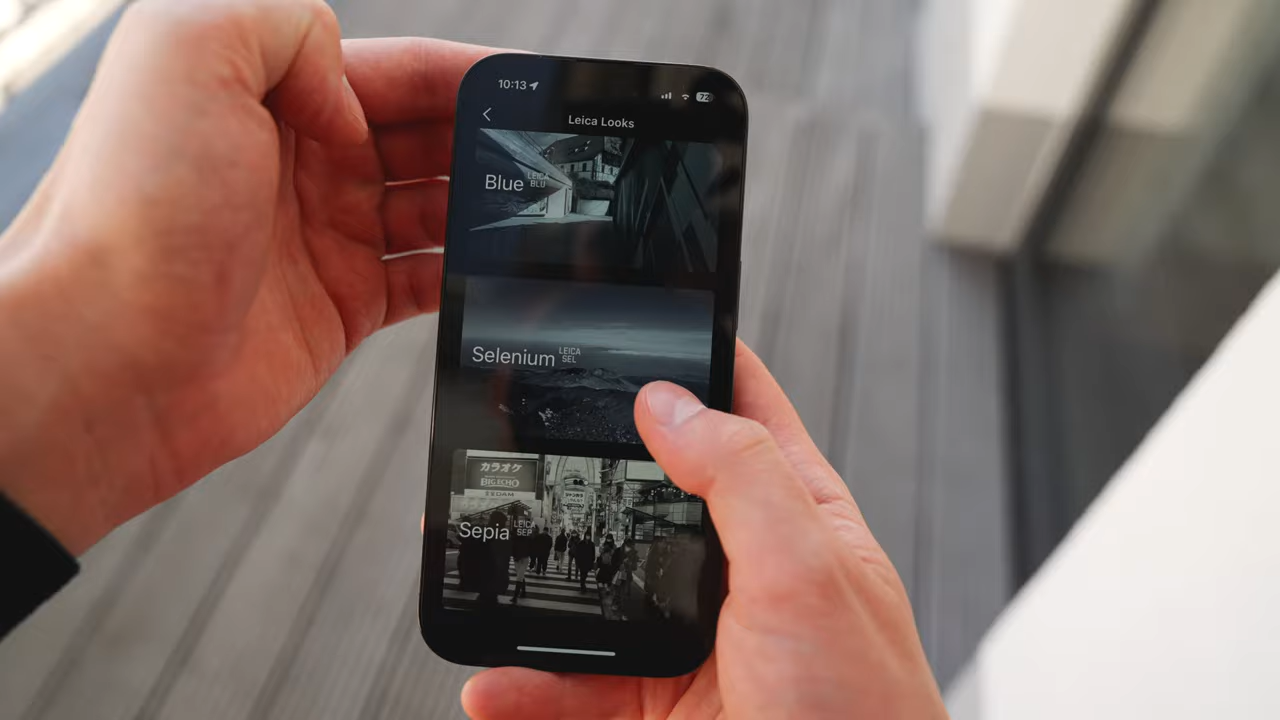 10:13
72
Leica Looks
Blue
LEICA
BLU
Selenium
LEICA
SEL
カラオケ
BIG ECHO
Sepia
LEICA
SEP